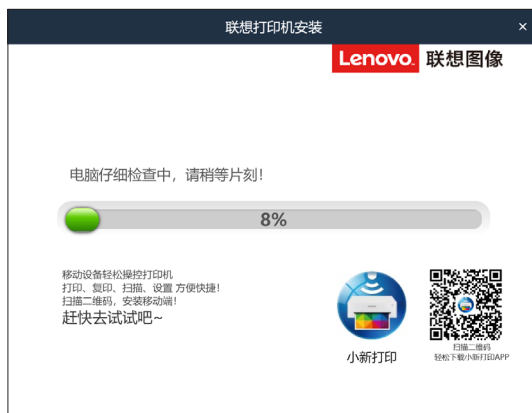 联想打印机安装
×
Lenovo. 联想图像
电脑仔细检查中，请稍等片刻！
8%
移动设备轻松操控打印机
打印、复印、扫描、设置 方便快捷！
扫描二维码，安装移动端！
赶快去试试吧~
小新打印
扫描二维码
轻松下载小新打印APP